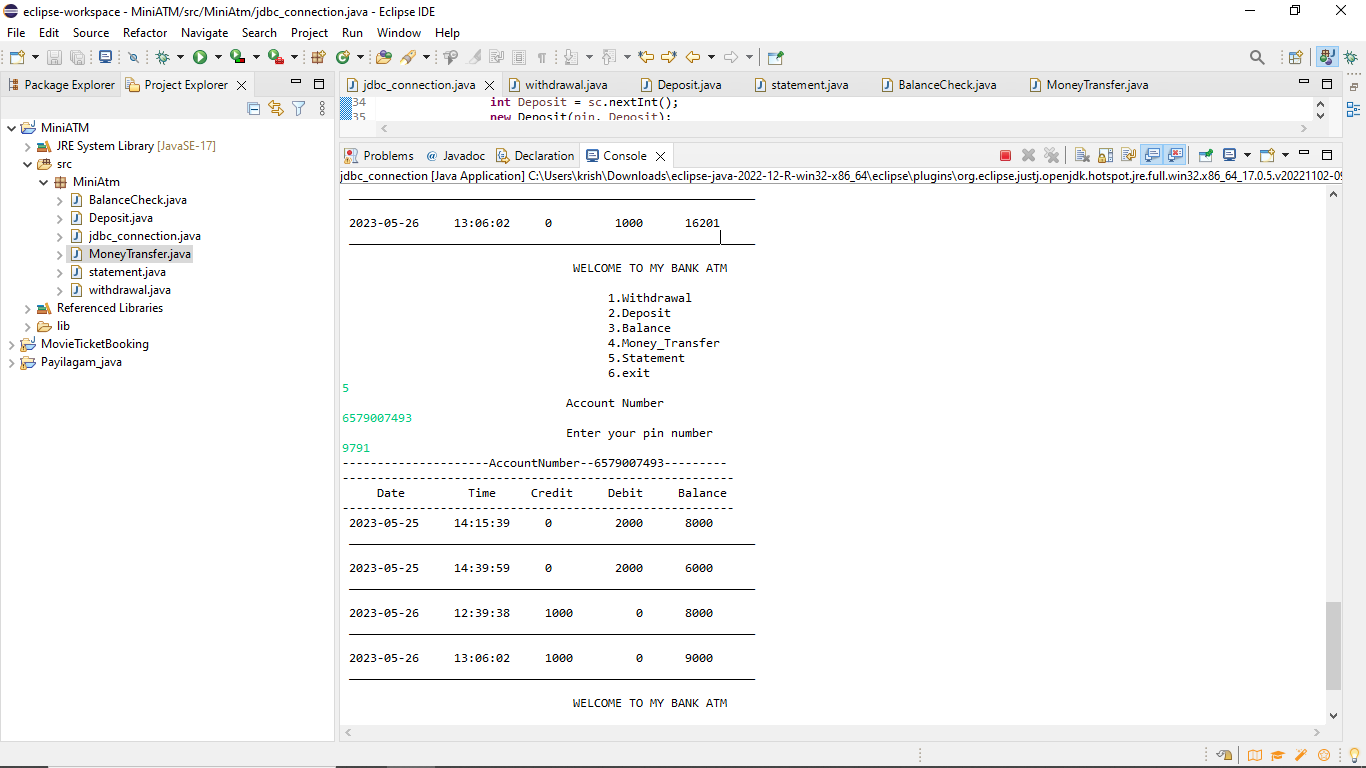 eclipse-workspace - MiniATM/src/MiniAtm/jdbc_connection.java - Eclipse IDE
File Edit Source Refactor Navigate Search Project Run Window Help
Package Explorer Project Explorer
MiniATM
JRE System Library [JavaSE-17]
src
MiniAtm
BalanceCheck.java
Deposit.java
jdbc_connection.java
MoneyTransfer.java
statement.java
withdrawal.java
Referenced Libraries
lib
MovieTicketBooking
Payilagam_java
jdbc_connection.java withdrawal.java Deposit.java statement.java BalanceCheck.java MoneyTransfer.java
34 int Deposit = sc.nextInt();
35 new Deposit(pin, Deposit);
Problems Javadoc Declaration Console
jdbc_connection [Java Application] C:\Users\krish\Downloads\eclipse-java-2022-12-R-win32-x86_64\eclipse\plugins\org.eclipse.justj.openjdk.hotspot.jre.full.win32.x86_64_17.0.5.v20221102-09
2023-05-26 13:06:02 0 1000 16201
WELCOME TO MY BANK ATM
1.Withdrawal
2.Deposit
3.Balance
4.Money_Transfer
5.Statement
6.exit
5
Account Number
6579007493
Enter your pin number
9791
---------------------AccountNumber--6579007493---------
--------------------------------------------------------
Date Time Credit Debit Balance
--------------------------------------------------------
2023-05-25 14:15:39 0 2000 8000
2023-05-25 14:39:59 0 2000 6000
2023-05-26 12:39:38 1000 0 8000
2023-05-26 13:06:02 1000 0 9000
WELCOME TO MY BANK ATM